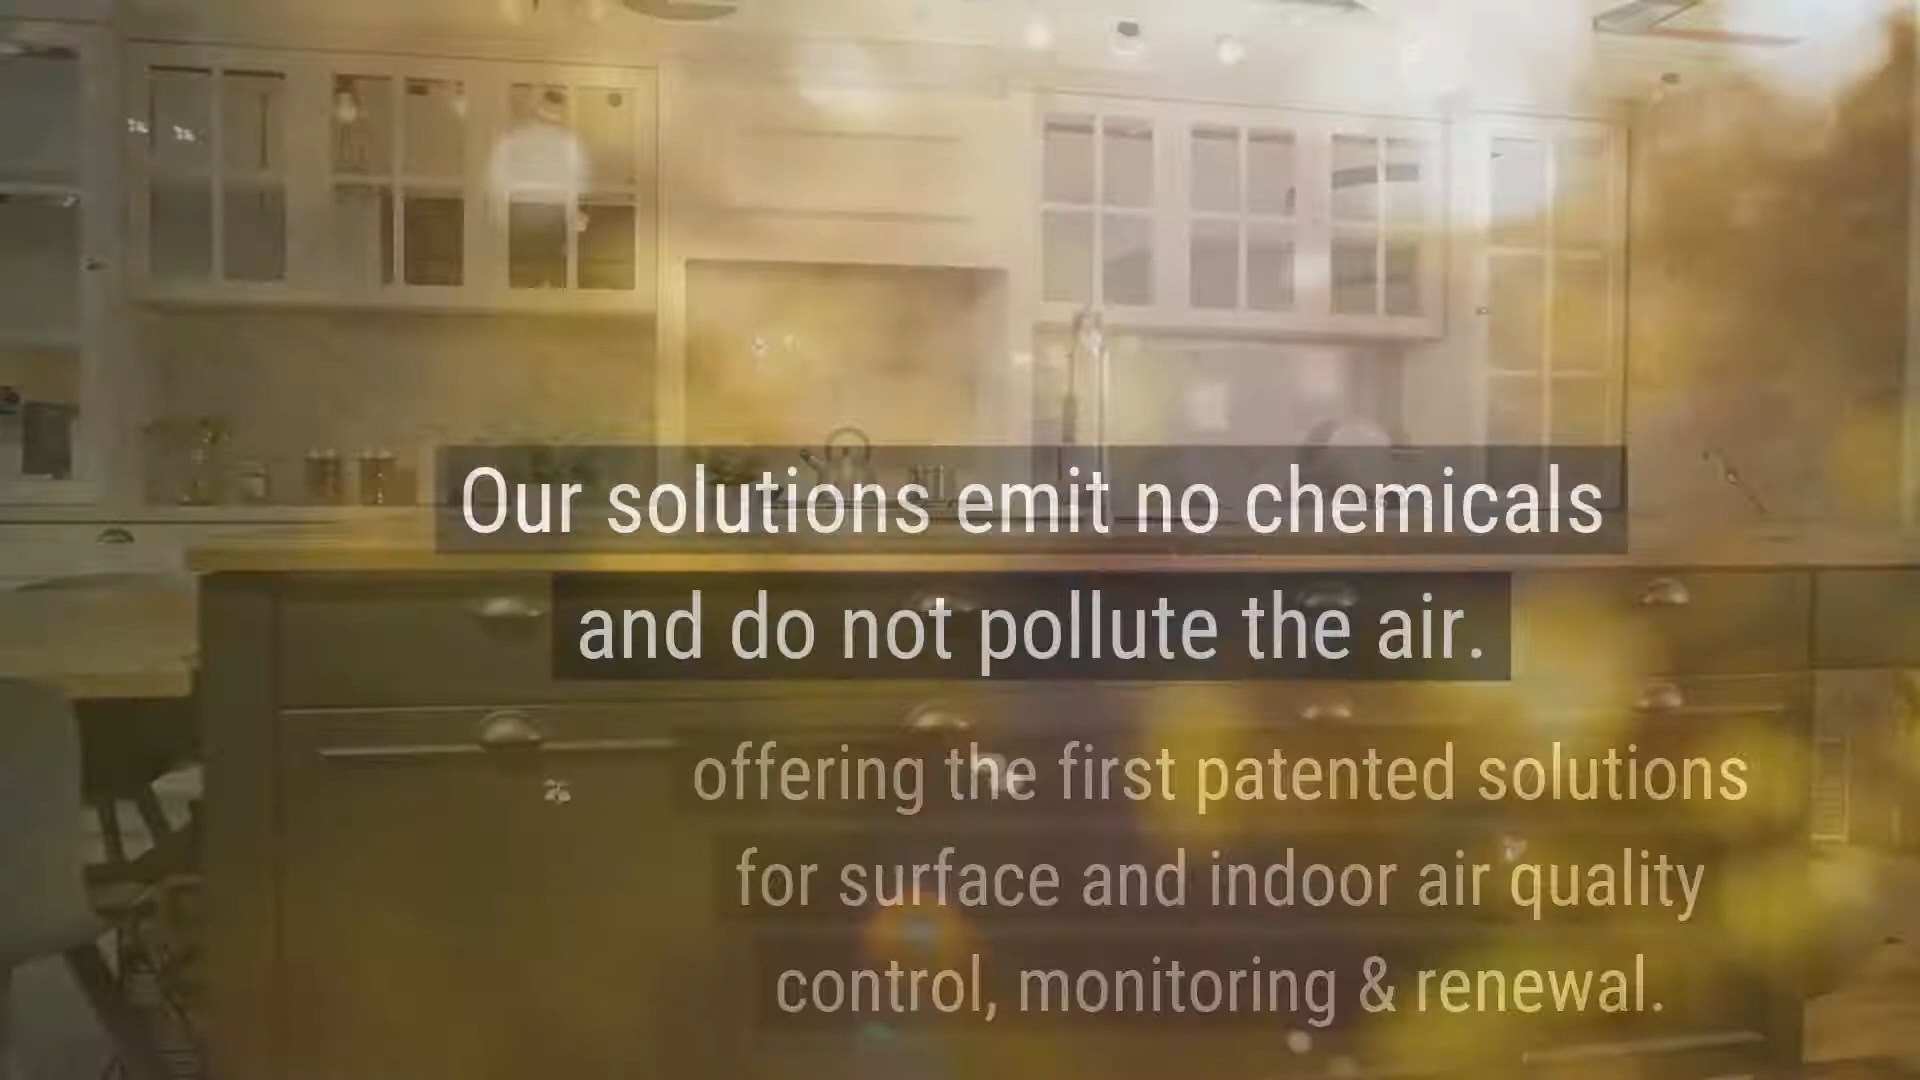 Our solutions emit no chemicals
and do not pollute the air.
offering the first patented solutions
for surface and indoor air quality
control, monitoring & renewal.